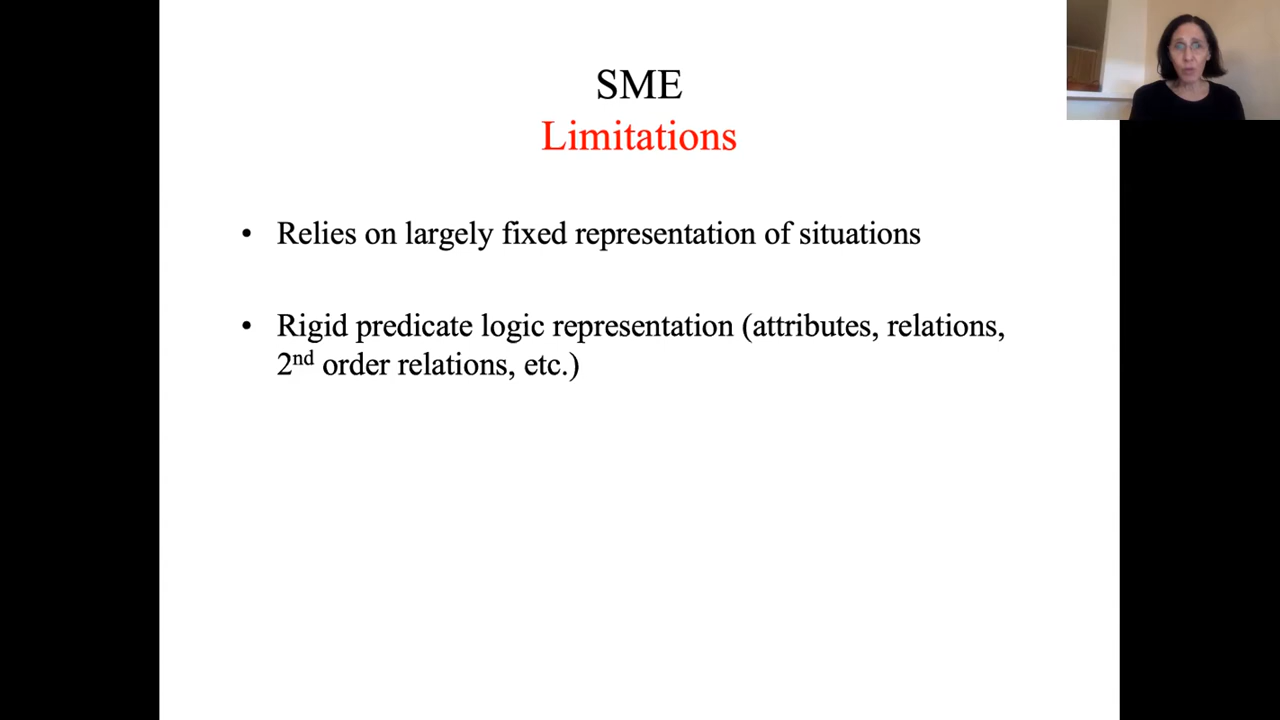 SME
Limitations
• Relies on largely fixed representation of situations
• Rigid predicate logic representation (attributes, relations,
2nd order relations, etc.)